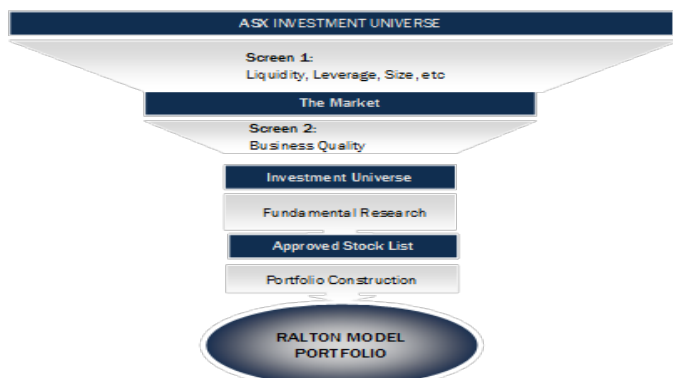 ASX INVESTMENT UNIVERSE
Screen 1:
Liquidity, Leverage, Size, etc
The Market
Screen 2:
Business Quality
Investment Universe
Fundamental Research
Approved Stock List
Portfolio Construction
RALTON MODEL
PORTFOLIO